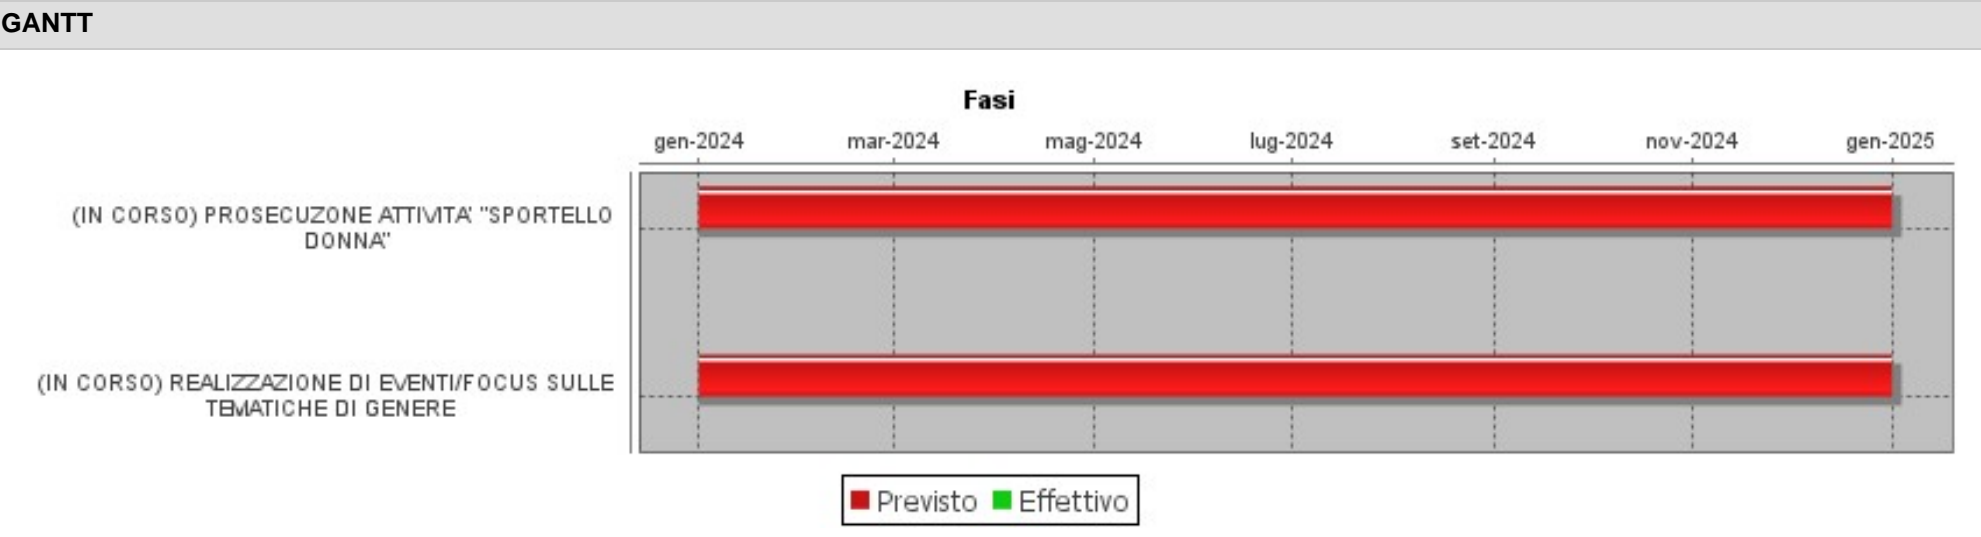 GANTT
Fasi
gen-2024 mar-2024 mag-2024 lug-2024 set-2024 nov-2024 gen-2025
(IN CORSO) PROSECUZONE ATTIVITA' "SPORTELLO
DONNA"
(IN CORSO) REALIZZAZIONE DI EVENTI/FOCUS SULLE
TEMATICHE DI GENERE
Previsto Effettivo